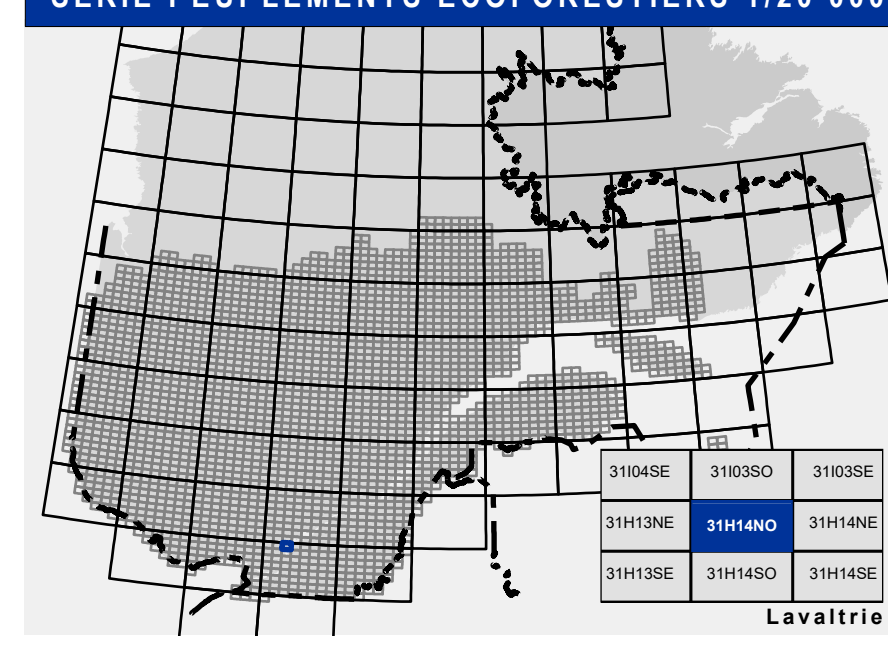 SÉRIE PEUPLEMENTS ÉCOFORESTIERS 1/20 000
31I04SE 31I03SO 31I03SE
31H13NE 31H14NO 31H14NE
31H13SE 31H14SO 31H14SE
Lavaltrie